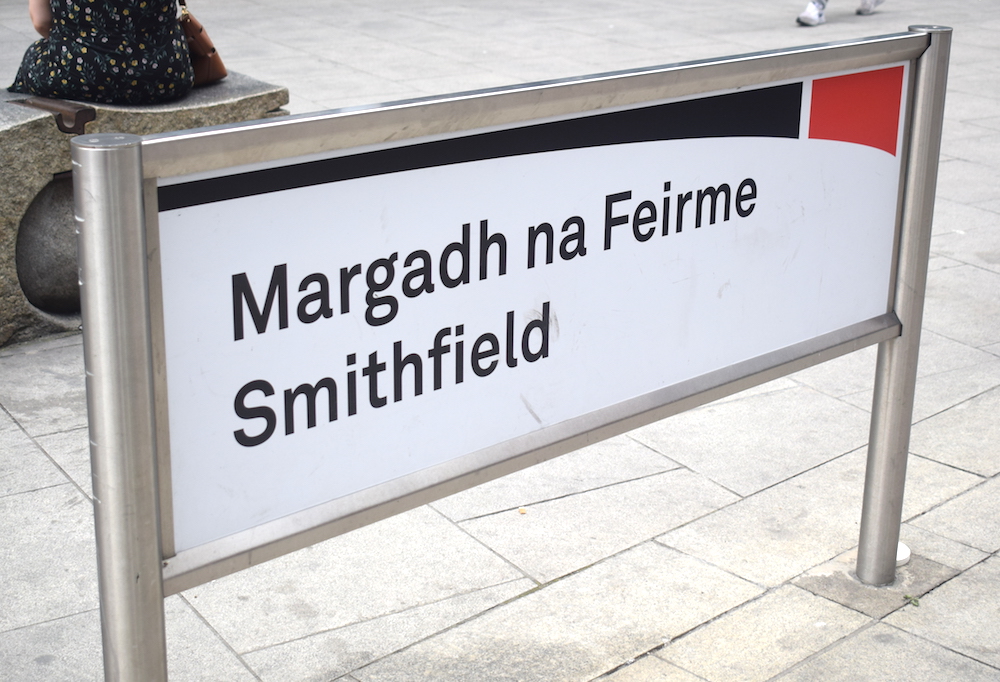 Margadh na Feirme
Smithfield